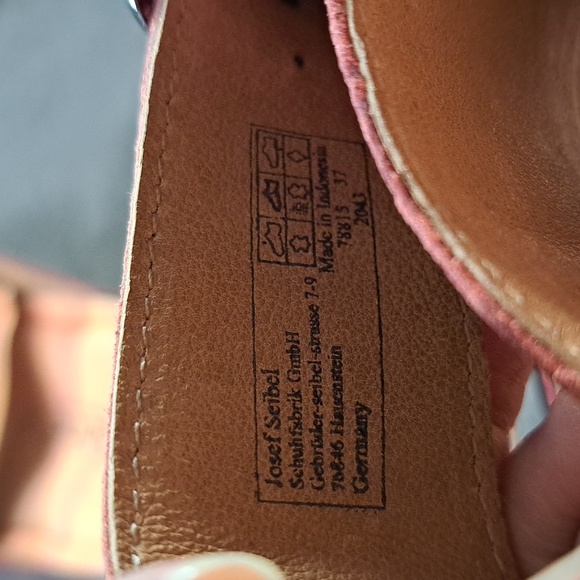 Josef Seibel
Schuhfabrik GmbH
Gebrüder-seibel-strasse 7-9
76846 Hauenstein
Germany
Made in Indonesia
78815 37
2043